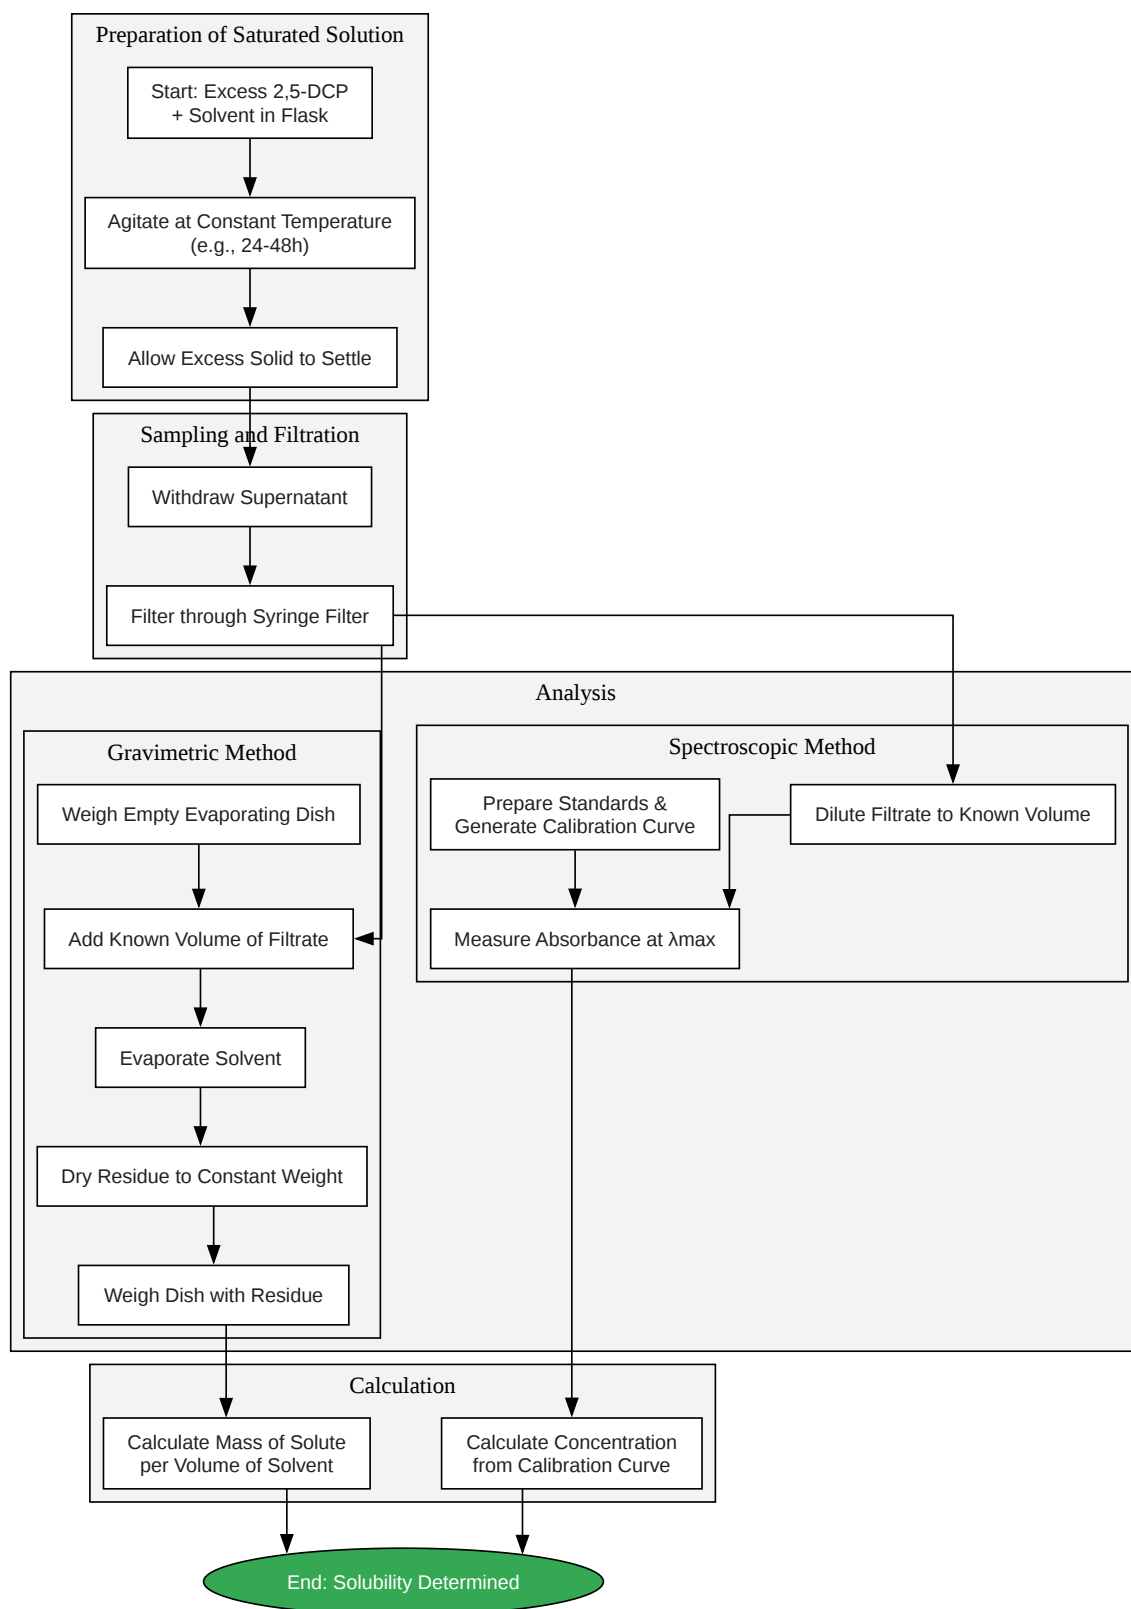 Preparation of Saturated Solution
Start: Excess 2,5-DCP
+ Solvent in Flask
Agitate at Constant Temperature
(e.g., 24-48h)
Allow Excess Solid to Settle
Sampling and Filtration
Withdraw Supernatant
Filter through Syringe Filter
Analysis
Gravimetric Method
Weigh Empty Evaporating Dish
Add Known Volume of Filtrate
Evaporate Solvent
Dry Residue to Constant Weight
Weigh Dish with Residue
Spectroscopic Method
Prepare Standards &
Generate Calibration Curve
Dilute Filtrate to Known Volume
Measure Absorbance at λmax
Calculation
Calculate Mass of Solute
per Volume of Solvent
Calculate Concentration
from Calibration Curve
End: Solubility Determined